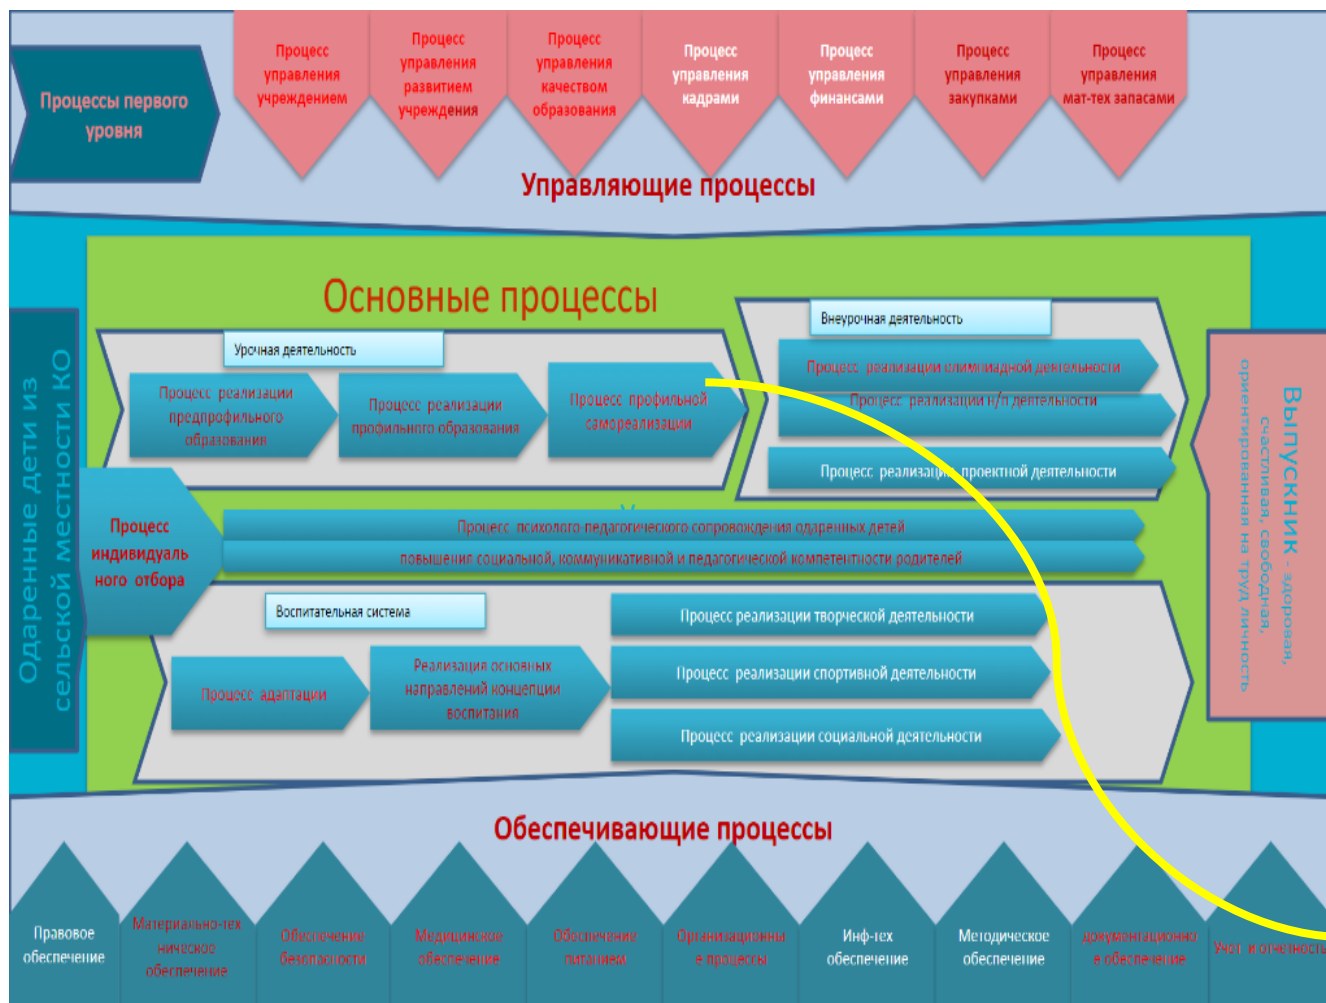 Процессы первого
уровня
Процесс
управления
учреждением
Процесс
управления
развитием
учреждения
Процесс
управления
качеством
образования
Процесс
управления
кадрами
Процесс
управления
финансами
Процесс
управления
закупками
Процесс
управления
мат-тех запасами
Управляющие процессы
Основные процессы
Одаренные дети из
сельской местности КО
Урочная деятельность
Процесс реализации
предпрофильного
образования
Процесс реализации
профильного образования
Процесс профильной
самореализации
Внеурочная деятельность
Процесс реализации олимпиадной деятельности
Процесс реализации н/п деятельности
Процесс реализации проектной деятельности
Процесс
индивидуаль
ного отбора
Процесс психолого-педагогического сопровождения одаренных детей
повышения социальной, коммуникативной и педагогической компетентности родителей
Воспитательная система
Процесс адаптации
Реализация основных
направлений концепции
воспитания
Процесс реализации творческой деятельности
Процесс реализации спортивной деятельности
Процесс реализации социальной деятельности
Выпускник - здоровая,
счастливая, свободная,
ориентированная на труд личность
Обеспечивающие процессы
Правовое
обеспечение
Материально-тех
ническое
обеспечение
Обеспечение
безопасности
Медицинское
обеспечение
Обеспечение
питанием
Организационны
е процессы
Инф-тех
обеспечение
Методическое
обеспечение
документационно
е обеспечение
Учет и отчетность